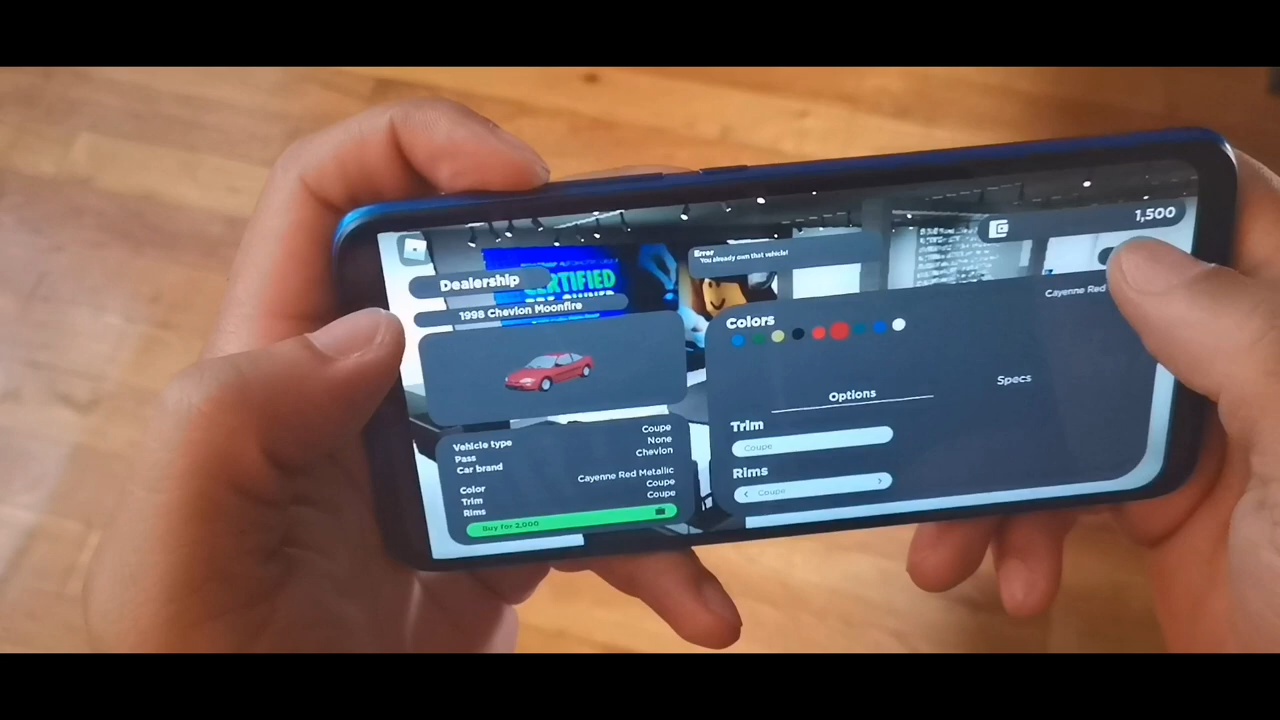 1,500
Error
You already own that vehicle!
Dealership
CERTIFIED
1998 Chevlon Moonfire
Vehicle type Coupe
Pass None
Car brand Chevlon
Color Cayenne Red Metallic
Trim Coupe
Rims Coupe
Buy for 2,000
Cayenne Red
Colors
Options
Specs
Trim
Coupe
Rims
< Coupe >